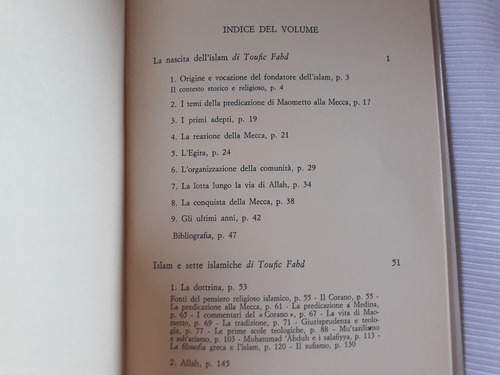 INDICE DEL VOLUME
La nascita dell'islam di Toufic Fahd 1
1. Origine e vocazione del fondatore dell'islam, p. 3
Il contesto storico e religioso, p. 4
2. I temi della predicazione di Maometto alla Mecca, p. 17
3. I primi adepti, p. 19
4. La reazione della Mecca, p. 21
5. L'Egira, p. 24
6. L'organizzazione della comunità, p. 29
7. La lotta lungo la via di Allah, p. 34
8. La conquista della Mecca, p. 38
9. Gli ultimi anni, p. 42
Bibliografia, p. 47
Islam e sette islamiche di Toufic Fahd 51
1. La dottrina, p. 53
Fonti del pensiero religioso islamico, p. 55 - Il Corano, p. 55 -
La predicazione alla Mecca, p. 61 - La predicazione a Medina,
p. 65 - I commentari del «Corano», p. 67 - La vita di Mao-
metto, p. 69 - La tradizione, p. 71 - Giurisprudenza e teolo-
gia, p. 77 - Le prime scole teologiche, p. 88 - Mu'tazilismo
e ash'arismo, p. 103 - Muḥammad 'Abduh e i salafiyya, p. 113 -
La filosofia greca e l'islam, p. 120 - Il sufismo, p. 130
2. Allah, p. 145